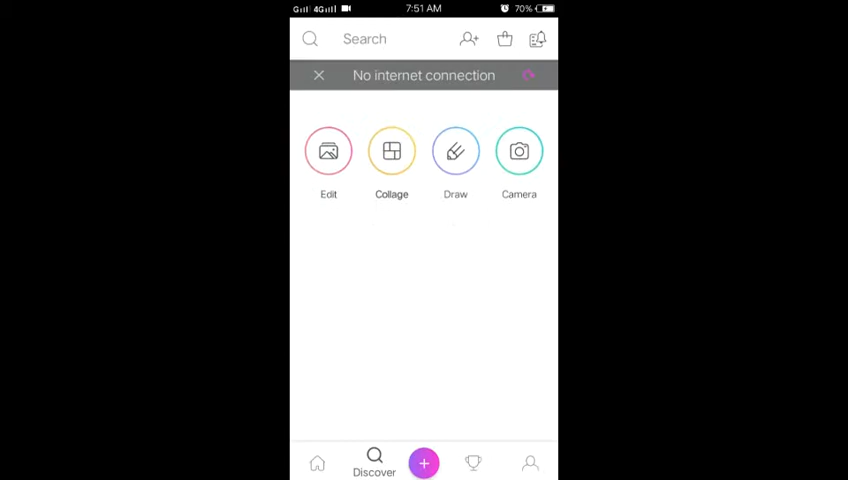 G 4G 7:51 AM 70%
Search
No internet connection
Edit Collage Draw Camera
Discover